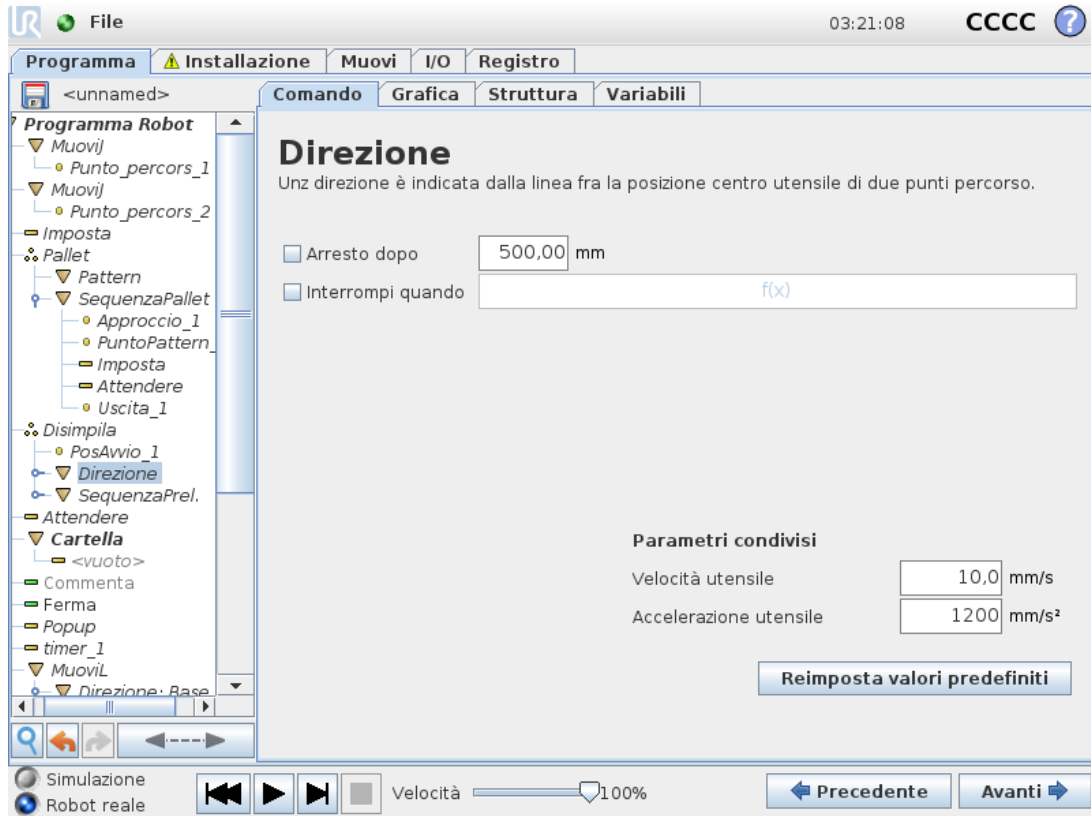 File
03:21:08
CCCC
?
Programma
Installazione
Muovi
I/O
Registro
<unnamed>
Comando
Grafica
Struttura
Variabili
Programma Robot
MuoviJ
Punto_percors_1
MuoviJ
Punto_percors_2
Imposta
Pallet
Pattern
SequenzaPallet
Approccio_1
PuntoPattern_
Imposta
Attendere
Uscita_1
Disimpila
PosAvvio_1
Direzione
SequenzaPrel.
Attendere
Cartella
<vuoto>
Commenta
Ferma
Popup
timer_1
MuoviL
Direzione: Base
Direzione
Unz direzione è indicata dalla linea fra la posizione centro utensile di due punti percorso.
Arresto dopo 500,00 mm
Interrompi quando f(x)
Parametri condivisi
Velocità utensile 10,0 mm/s
Accelerazione utensile 1200 mm/s²
Reimposta valori predefiniti
Simulazione
Robot reale
Velocità 100%
Precedente
Avanti